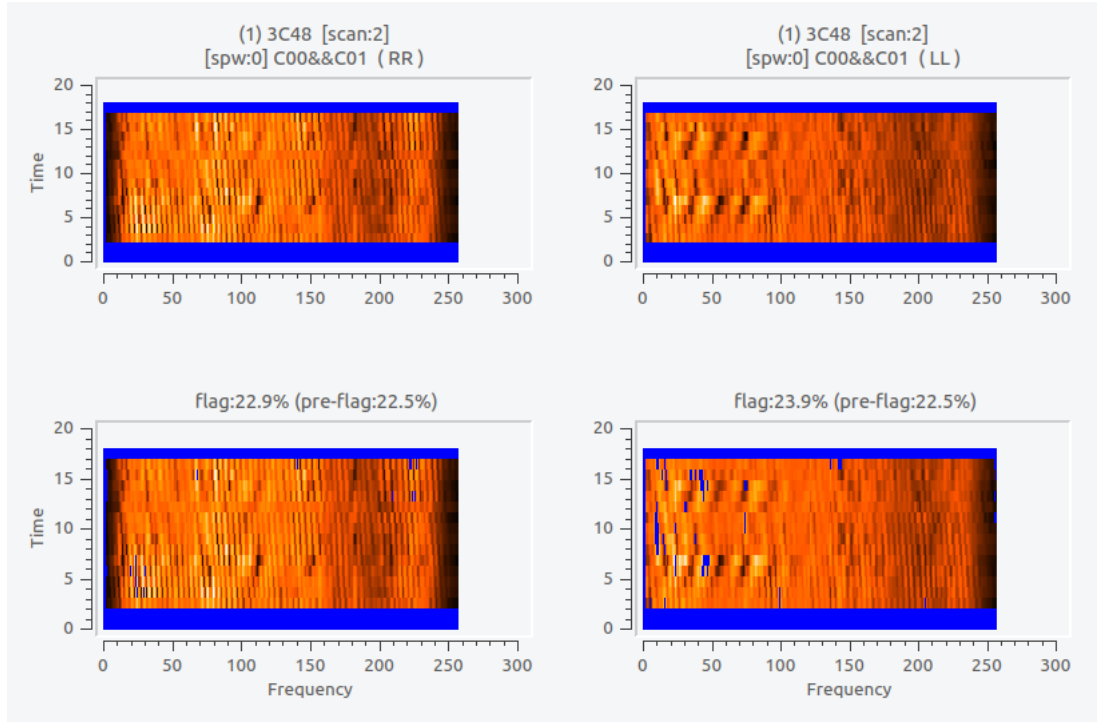 (1) 3C48 [scan:2]
[spw:0] C00&&C01 ( RR )
(1) 3C48 [scan:2]
[spw:0] C00&&C01 ( LL )
20
15
10
5
0
Time
0 50 100 150 200 250 300
20
15
10
5
0
0 50 100 150 200 250 300
flag:22.9% (pre-flag:22.5%)
flag:23.9% (pre-flag:22.5%)
20
15
10
5
0
Time
0 50 100 150 200 250 300
Frequency
20
15
10
5
0
0 50 100 150 200 250 300
Frequency